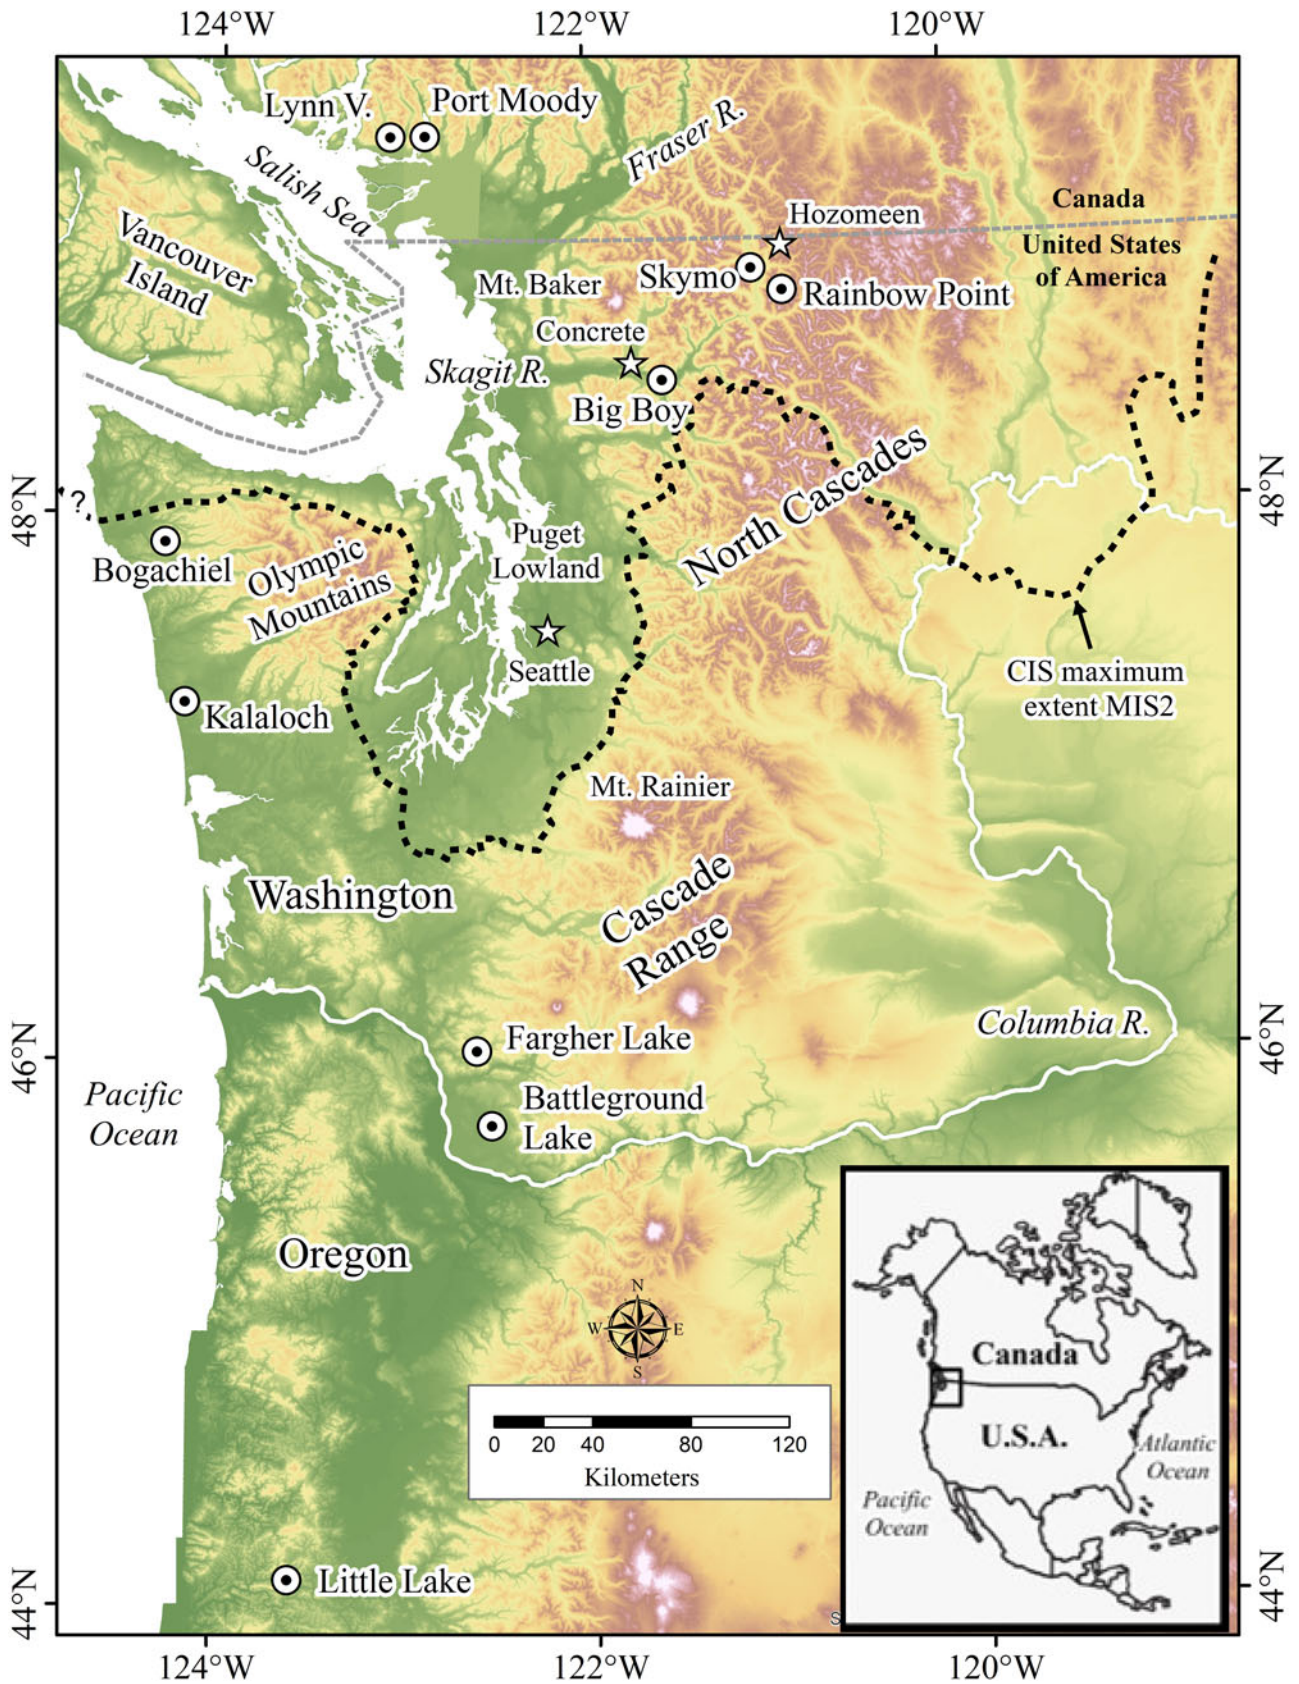 124°W 122°W 120°W
Lynn V. Port Moody
Fraser R.
Salish Sea
Canada
Hozomeen
Vancouver
Island
United States
of America
Skymo
Rainbow Point
Mt. Baker
Concrete
Skagit R.
Big Boy
48°N
?
48°N
North Cascades
Puget
Lowland
Bogachiel
Olympic
Mountains
Seattle
CIS maximum
extent MIS2
Kalaloch
Mt. Rainier
Washington
Cascade
Range
Columbia R.
46°N
Fargher Lake
46°N
Pacific
Ocean
Battleground
Lake
Oregon
N
W E
S
0 20 40 80 120
Kilometers
Canada
U.S.A.
Atlantic
Ocean
Pacific
Ocean
Little Lake
44°N
S
44°N
124°W 122°W 120°W